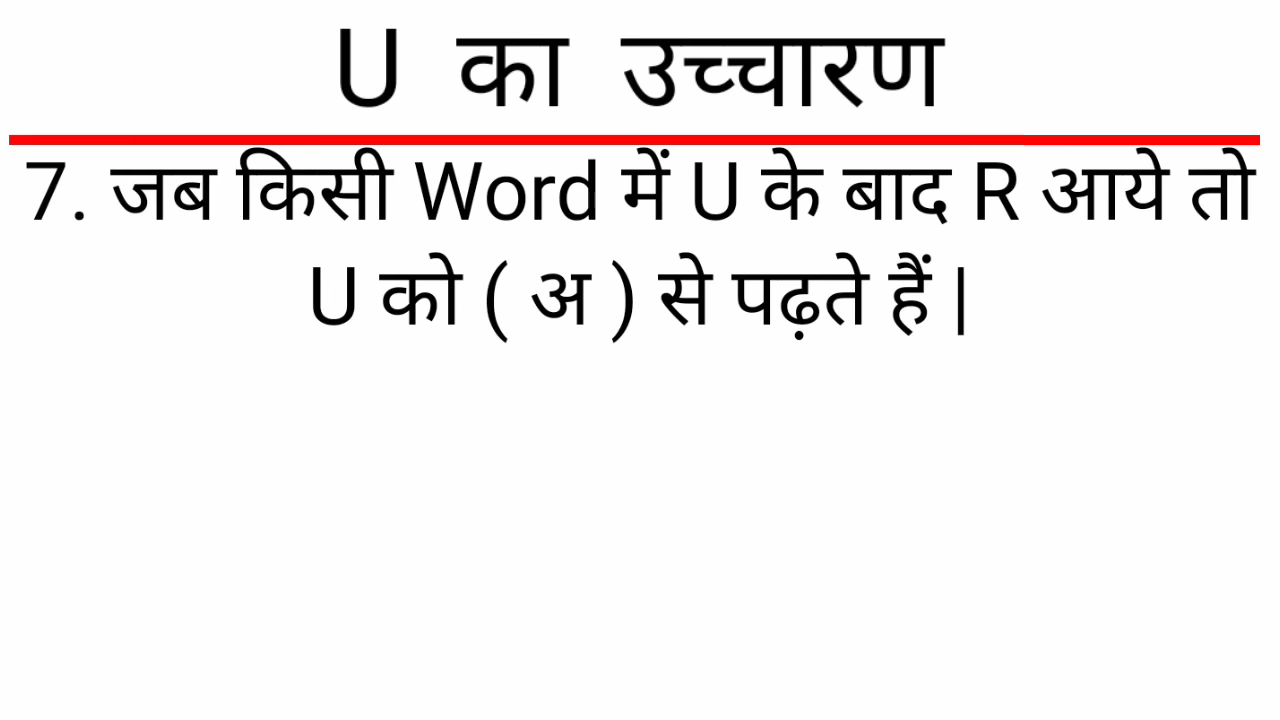 U का उच्चारण
7. जब किसी Word में U के बाद R आये तो
U को ( अ ) से पढ़ते हैं |